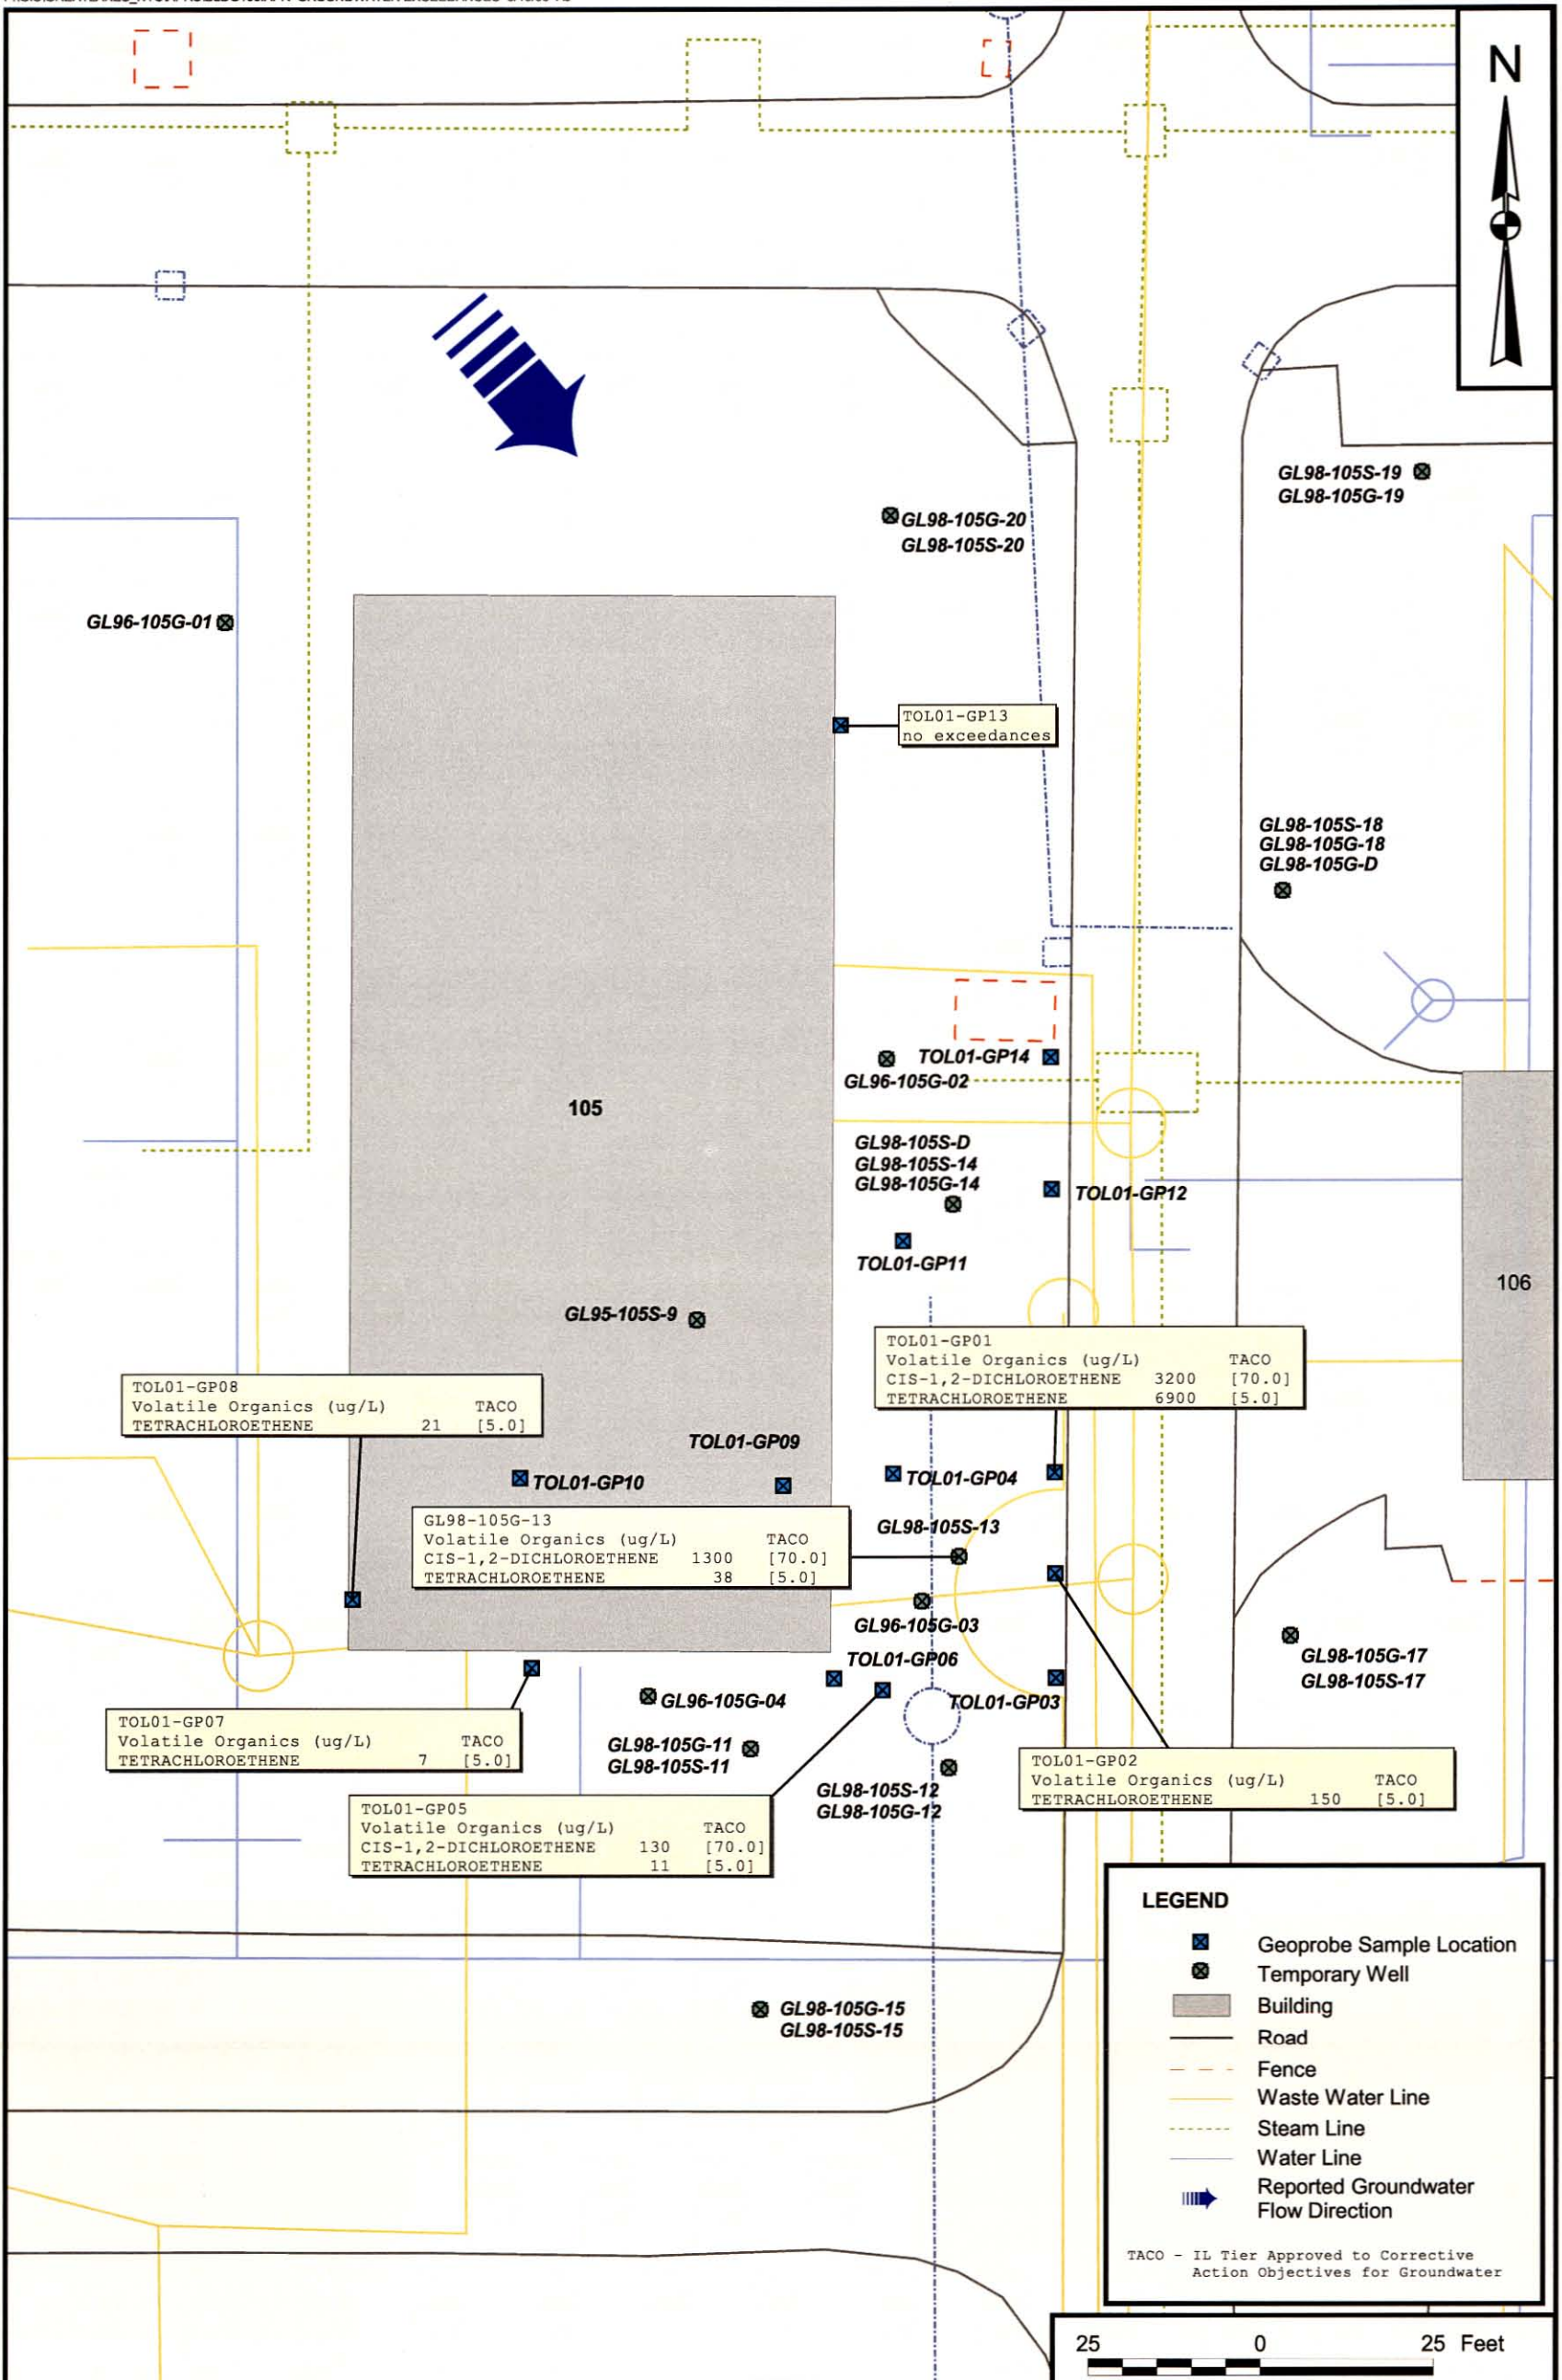 N
GL98-105S-19
GL98-105G-19
GL98-105G-20
GL98-105S-20
GL96-105G-01
TOL01-GP13
no exceedances
GL98-105S-18
GL98-105G-18
GL98-105G-D
TOL01-GP14
GL96-105G-02
105
GL98-105S-D
GL98-105S-14
GL98-105G-14
TOL01-GP12
TOL01-GP11
106
GL95-105S-9
TOL01-GP01
Volatile Organics (ug/L) TACO
CIS-1,2-DICHLOROETHENE 3200 [70.0]
TETRACHLOROETHENE 6900 [5.0]
TOL01-GP08
Volatile Organics (ug/L) TACO
TETRACHLOROETHENE 21 [5.0]
TOL01-GP09
TOL01-GP10
TOL01-GP04
GL98-105G-13
Volatile Organics (ug/L) TACO
CIS-1,2-DICHLOROETHENE 1300 [70.0]
TETRACHLOROETHENE 38 [5.0]
GL98-105S-13
GL96-105G-03
TOL01-GP06
GL98-105G-17
GL98-105S-17
GL96-105G-04
TOL01-GP03
TOL01-GP07
Volatile Organics (ug/L) TACO
TETRACHLOROETHENE 7 [5.0]
GL98-105G-11
GL98-105S-11
TOL01-GP02
Volatile Organics (ug/L) TACO
TETRACHLOROETHENE 150 [5.0]
GL98-105S-12
GL98-105G-12
TOL01-GP05
Volatile Organics (ug/L) TACO
CIS-1,2-DICHLOROETHENE 130 [70.0]
TETRACHLOROETHENE 11 [5.0]
GL98-105G-15
GL98-105S-15
LEGEND
Geoprobe Sample Location
Temporary Well
Building
Road
Fence
Waste Water Line
Steam Line
Water Line
Reported Groundwater
Flow Direction
TACO - IL Tier Approved to Corrective
Action Objectives for Groundwater
25 0 25 Feet